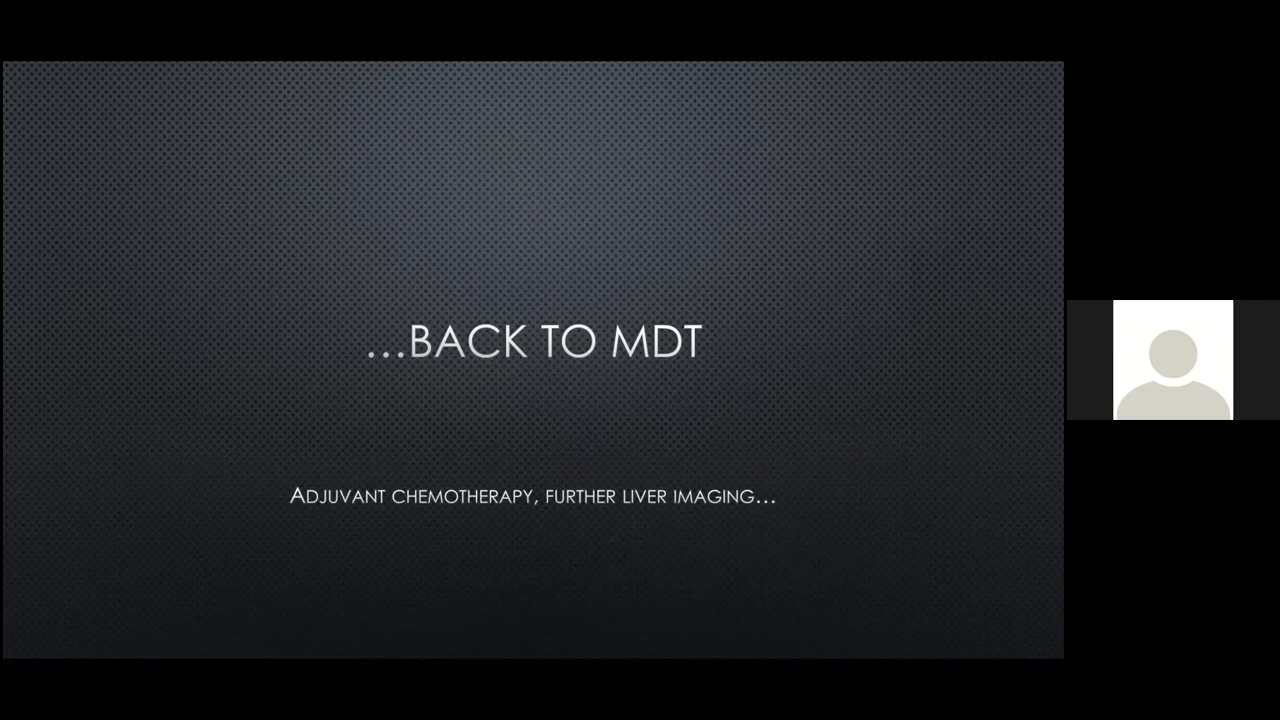 ...BACK TO MDT
ADJUVANT CHEMOTHERAPY, FURTHER LIVER IMAGING...